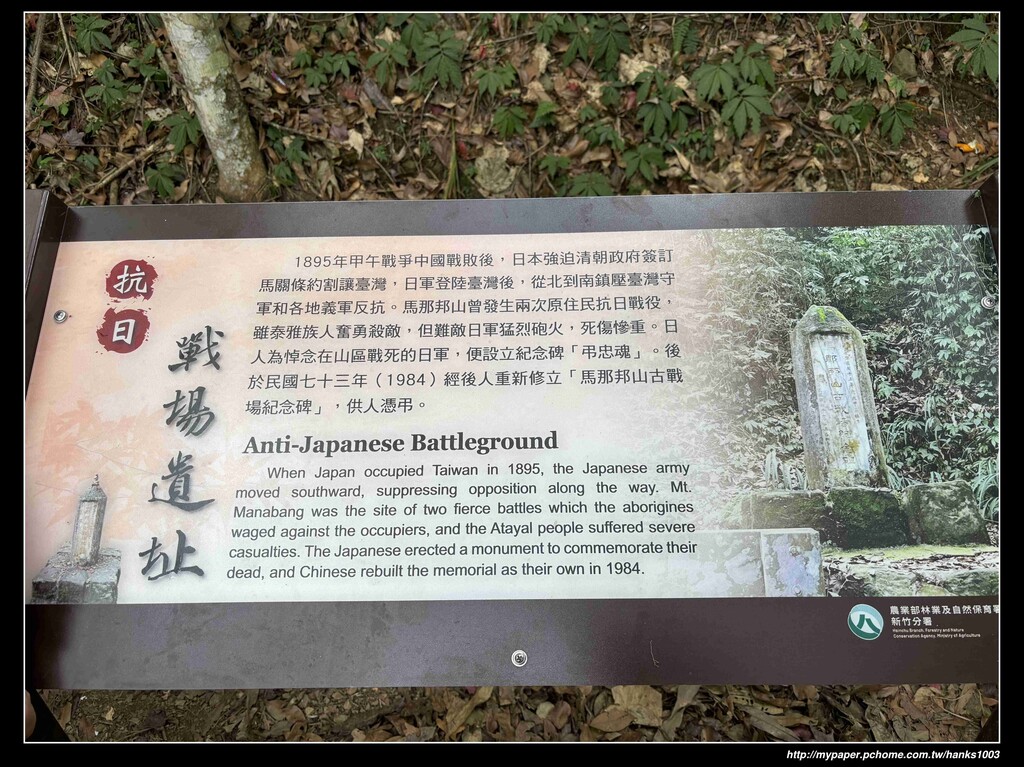 抗日
戰場遺址
1895年甲午戰爭中國戰敗後，日本強迫清朝政府簽訂
馬關條約割讓臺灣，日軍登陸臺灣後，從北到南鎮壓臺灣守
軍和各地義軍反抗。馬那邦山曾發生兩次原住民抗日戰役，
雖泰雅族人奮勇殺敵，但難敵日軍猛烈砲火，死傷慘重。日
人為悼念在山區戰死的日軍，便設立紀念碑「弔忠魂」。後
於民國七十三年（1984）經後人重新修立「馬那邦山古戰
場紀念碑」，供人憑弔。
Anti-Japanese Battleground
When Japan occupied Taiwan in 1895, the Japanese army
moved southward, suppressing opposition along the way. Mt.
Manabang was the site of two fierce battles which the aborigines
waged against the occupiers, and the Atayal people suffered severe
casualties. The Japanese erected a monument to commemorate their
dead, and Chinese rebuilt the memorial as their own in 1984.
農業部林業及自然保育署
新竹分署
Hsinchu Branch, Forestry and Nature
Conservation Agency, Ministry of Agriculture
http://mypaper.pchome.com.tw/hanks1003